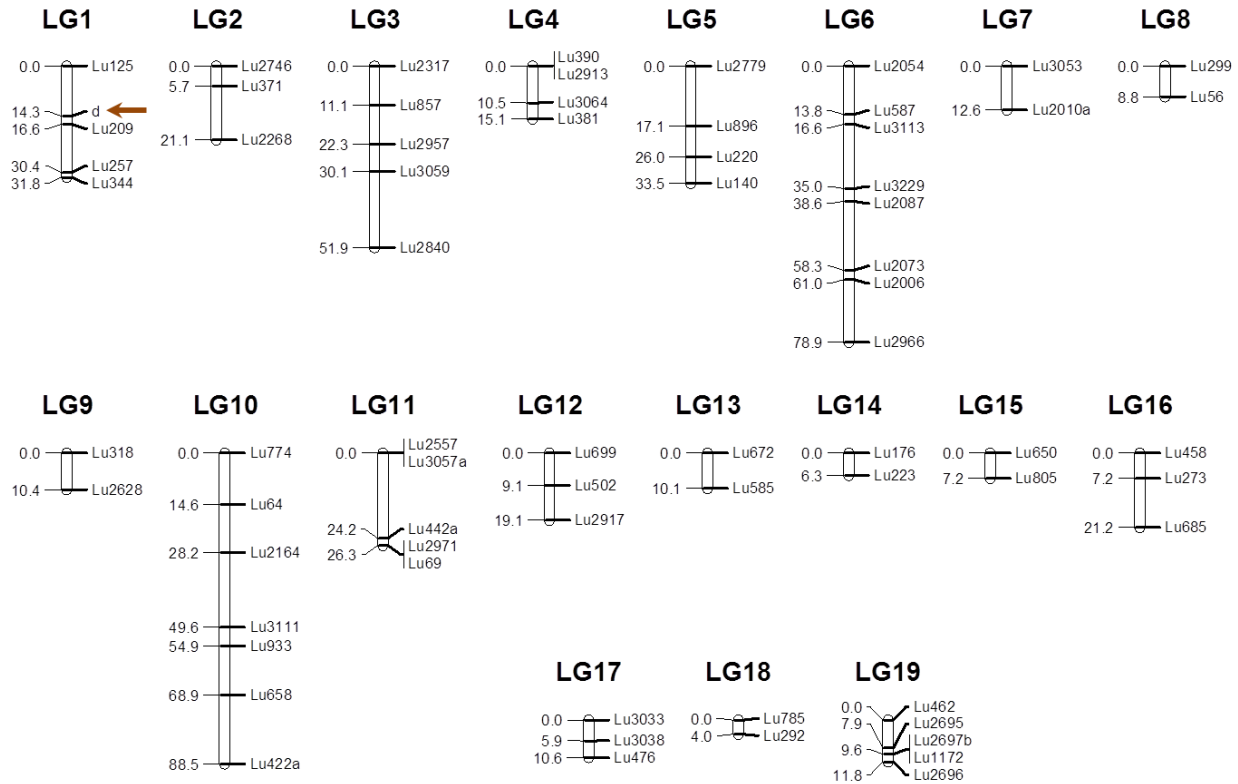 LG1 LG2 LG3 LG4 LG5 LG6 LG7 LG8
0.0 Lu125
14.3 d
16.6 Lu209
30.4 Lu257
31.8 Lu344
0.0 Lu2746
5.7 Lu371
21.1 Lu2268
0.0 Lu2317
11.1 Lu857
22.3 Lu2957
30.1 Lu3059
51.9 Lu2840
0.0 Lu390
Lu2913
10.5 Lu3064
15.1 Lu381
0.0 Lu2779
17.1 Lu896
26.0 Lu220
33.5 Lu140
0.0 Lu2054
13.8 Lu587
16.6 Lu3113
35.0 Lu3229
38.6 Lu2087
58.3 Lu2073
61.0 Lu2006
78.9 Lu2966
0.0 Lu3053
12.6 Lu2010a
0.0 Lu299
8.8 Lu56
LG9 LG10 LG11 LG12 LG13 LG14 LG15 LG16
0.0 Lu318
10.4 Lu2628
0.0 Lu774
14.6 Lu64
28.2 Lu2164
49.6 Lu3111
54.9 Lu933
68.9 Lu658
88.5 Lu422a
0.0 Lu2557
Lu3057a
24.2 Lu442a
26.3 Lu2971
Lu69
0.0 Lu699
9.1 Lu502
19.1 Lu2917
0.0 Lu672
10.1 Lu585
0.0 Lu176
6.3 Lu223
0.0 Lu650
7.2 Lu805
0.0 Lu458
7.2 Lu273
21.2 Lu685
LG17 LG18 LG19
0.0 Lu3033
5.9 Lu3038
10.6 Lu476
0.0 Lu785
4.0 Lu292
0.0 Lu462
7.9 Lu2695
9.6 Lu2697b
Lu1172
11.8 Lu2696